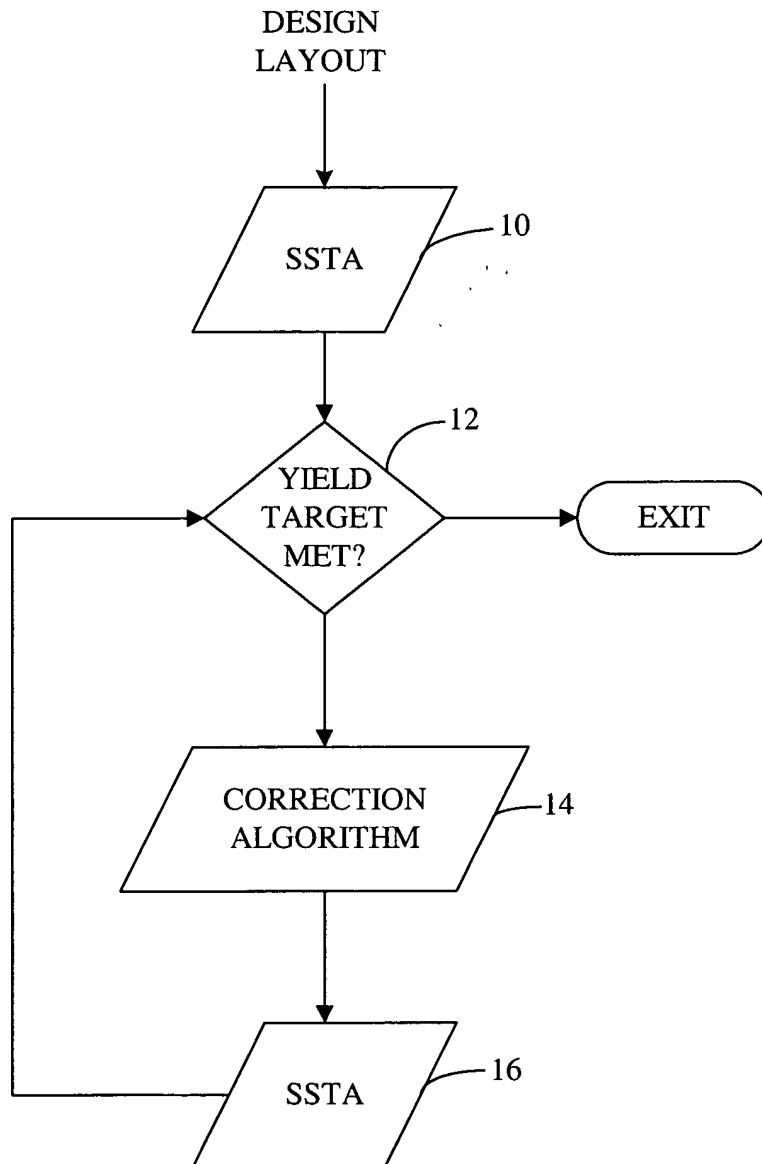 DESIGN
LAYOUT
SSTA
10
12
YIELD
TARGET
MET?
EXIT
CORRECTION
ALGORITHM
14
SSTA
16